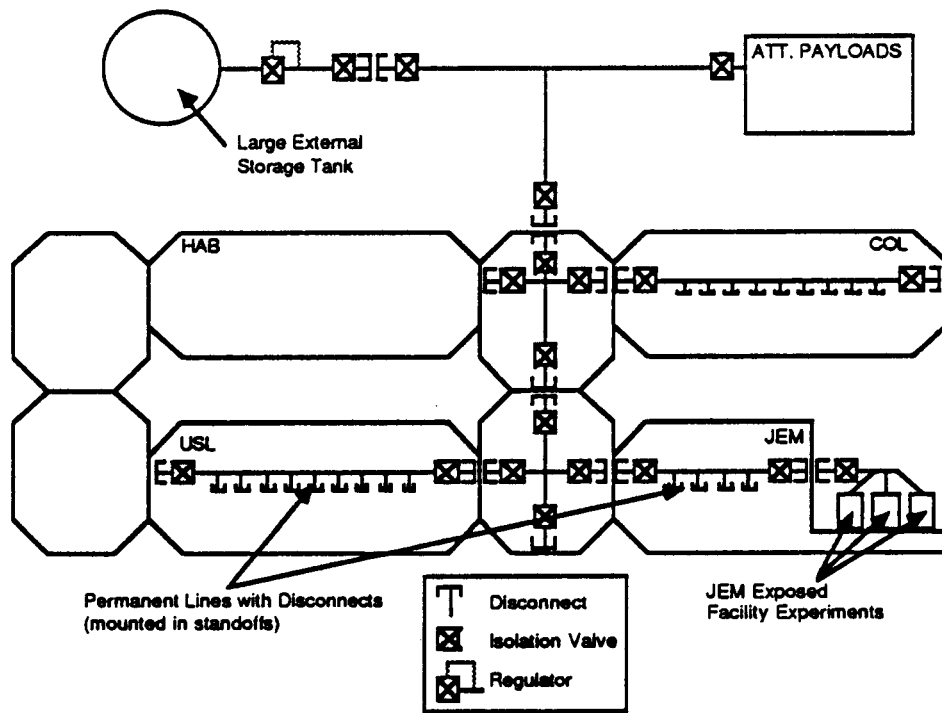 ATT. PAYLOADS
Large External
Storage Tank
HAB
COL
USL
JEM
Permanent Lines with Disconnects
(mounted in standoffs)
Disconnect
Isolation Valve
Regulator
JEM Exposed
Facility Experiments